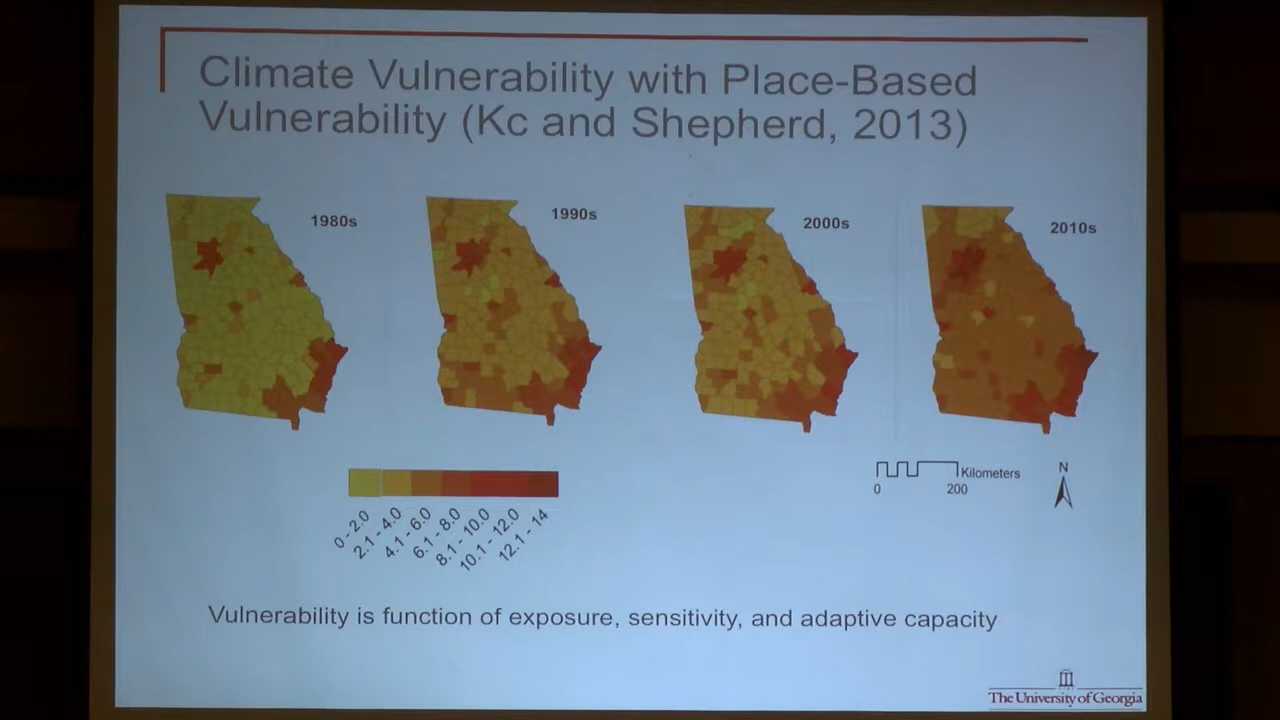 Climate Vulnerability with Place-Based
Vulnerability (Kc and Shepherd, 2013)
1980s
1990s
2000s
2010s
0 - 2.0
2.1 - 4.0
4.1 - 6.0
6.1 - 8.0
8.1 - 10.0
10.1 - 12.0
12.1 - 14
Kilometers
0
200
N
Vulnerability is function of exposure, sensitivity, and adaptive capacity
The University of Georgia